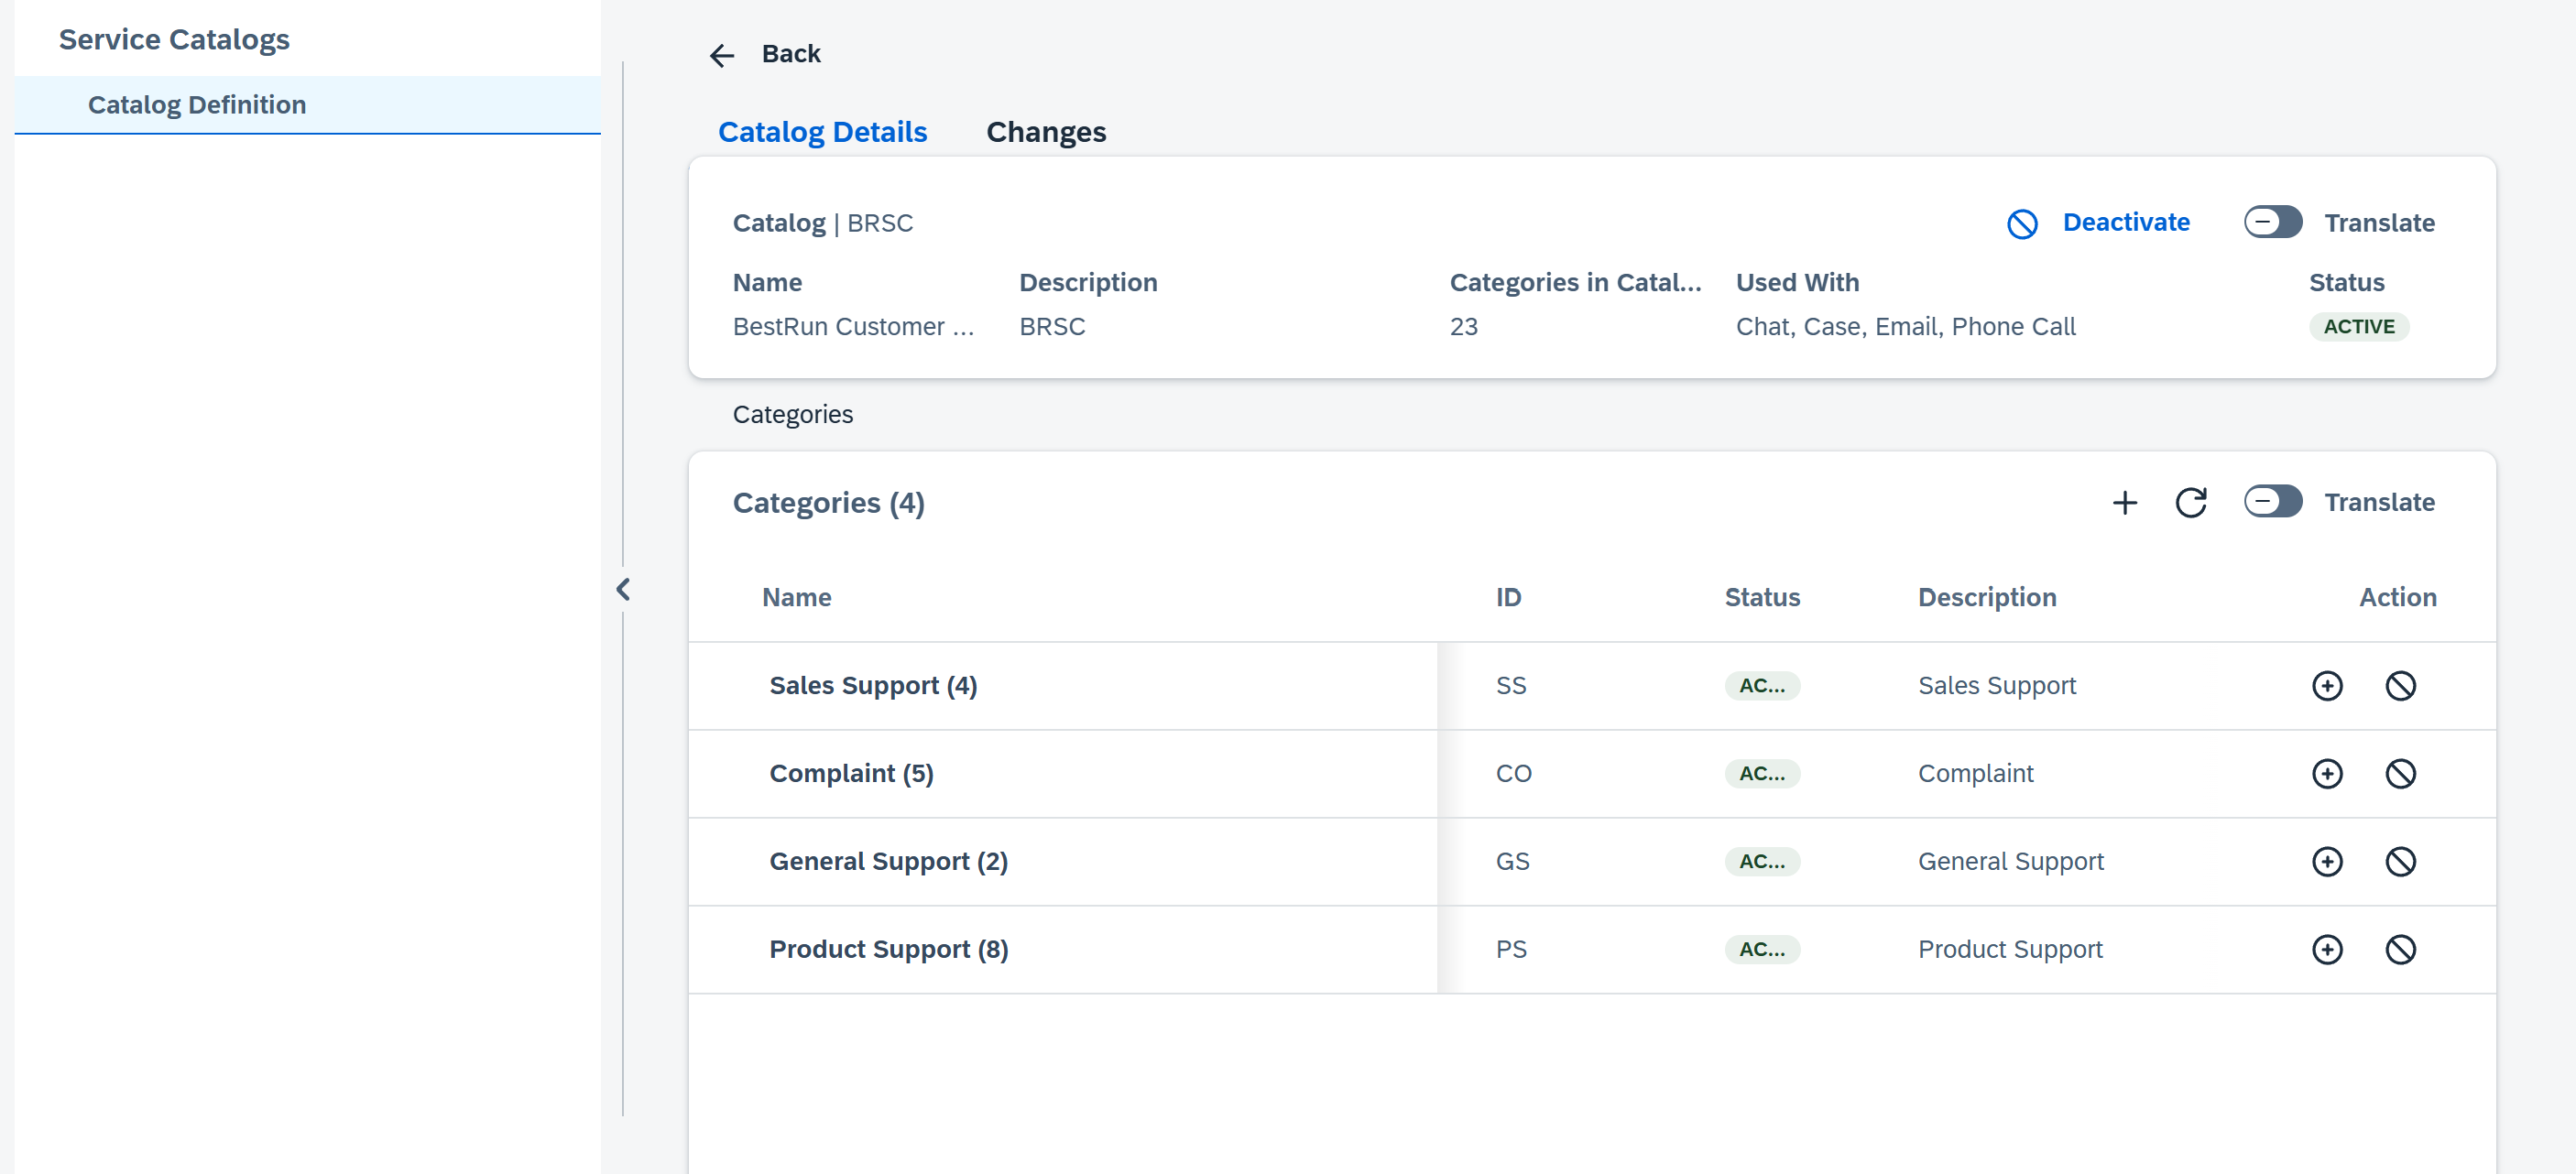 Service Catalogs
Catalog Definition
Back
Catalog Details Changes
Catalog | BRSC Deactivate Translate
Name Description Categories in Catal... Used With Status
BestRun Customer ... BRSC 23 Chat, Case, Email, Phone Call ACTIVE
Categories
Categories (4) Translate
Name ID Status Description Action
Sales Support (4) SS AC... Sales Support
Complaint (5) CO AC... Complaint
General Support (2) GS AC... General Support
Product Support (8) PS AC... Product Support